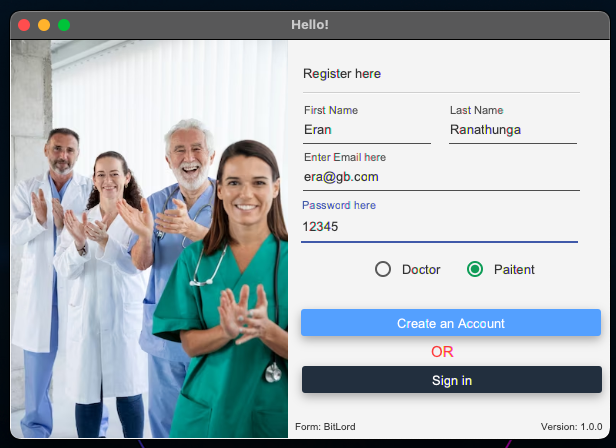 Hello!
Register here
First Name Last Name
Eran Ranathunga
Enter Email here
era@gb.com
Password here
12345
Doctor Paitent
Create an Account
OR
Sign in
Form: BitLord Version: 1.0.0